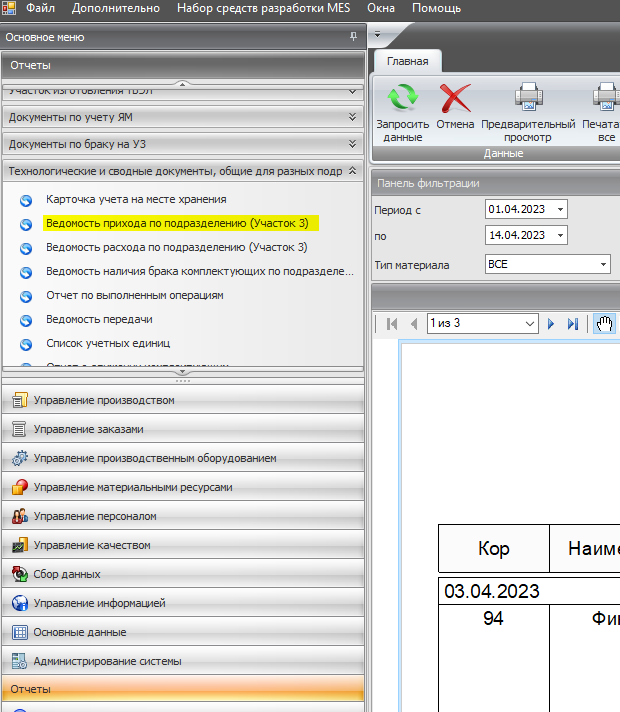 Файл Дополнительно Набор средств разработки MES Окна Помощь
Основное меню
Отчеты
Участок изготовления твэл
Документы по учету ЯМ
Документы по браку на УЗ
Технологические и сводные документы, общие для разных подр
Карточка учета на месте хранения
Ведомость прихода по подразделению (Участок 3)
Ведомость расхода по подразделению (Участок 3)
Ведомость наличия брака комплектующих по подразделе...
Отчет по выполненным операциям
Ведомость передачи
Список учетных единиц
Управление производством
Управление заказами
Управление производственным оборудованием
Управление материальными ресурсами
Управление персоналом
Управление качеством
Сбор данных
Управление информацией
Основные данные
Администрирование системы
Отчеты
Главная
Запросить данные
Отмена
Предварительный просмотр
Печата все
Данные
Панель фильтрации
Период с 01.04.2023
по 14.04.2023
Тип материала ВСЕ
1 из 3
Кор Наиме
03.04.2023
94 Фи